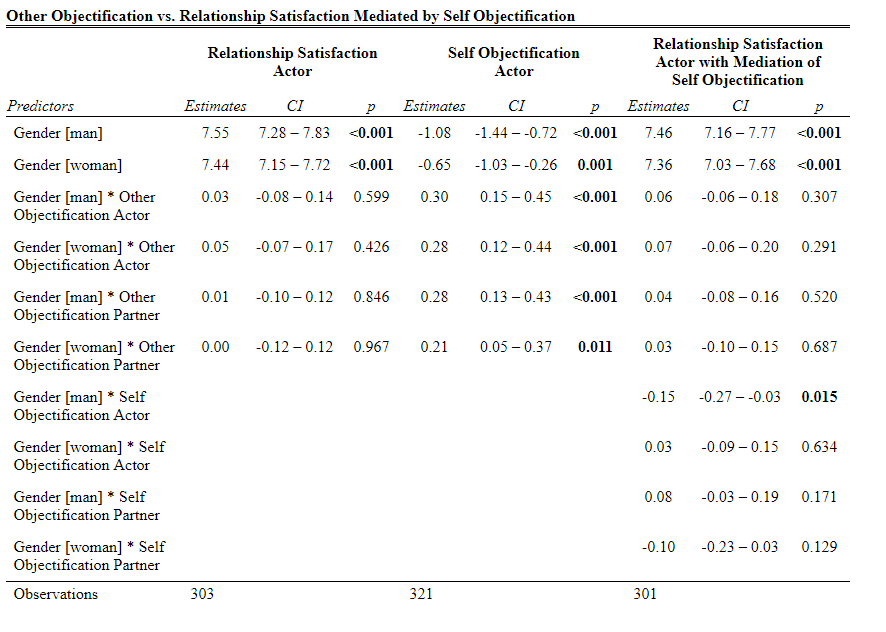 Other Objectification vs. Relationship Satisfaction Mediated by Self Objectification
Relationship Satisfaction Actor Self Objectification Actor Relationship Satisfaction Actor with Mediation of Self Objectification
Predictors Estimates CI p Estimates CI p Estimates CI p
Gender [man] 7.55 7.28 – 7.83 <0.001 -1.08 -1.44 – -0.72 <0.001 7.46 7.16 – 7.77 <0.001
Gender [woman] 7.44 7.15 – 7.72 <0.001 -0.65 -1.03 – -0.26 0.001 7.36 7.03 – 7.68 <0.001
Gender [man] * Other 0.03 -0.08 – 0.14 0.599 0.30 0.15 – 0.45 <0.001 0.06 -0.06 – 0.18 0.307
Objectification Actor
Gender [woman] * Other 0.05 -0.07 – 0.17 0.426 0.28 0.12 – 0.44 <0.001 0.07 -0.06 – 0.20 0.291
Objectification Actor
Gender [man] * Other 0.01 -0.10 – 0.12 0.846 0.28 0.13 – 0.43 <0.001 0.04 -0.08 – 0.16 0.520
Objectification Partner
Gender [woman] * Other 0.00 -0.12 – 0.12 0.967 0.21 0.05 – 0.37 0.011 0.03 -0.10 – 0.15 0.687
Objectification Partner
Gender [man] * Self -0.15 -0.27 – -0.03 0.015
Objectification Actor
Gender [woman] * Self 0.03 -0.09 – 0.15 0.634
Objectification Actor
Gender [man] * Self 0.08 -0.03 – 0.19 0.171
Objectification Partner
Gender [woman] * Self -0.10 -0.23 – 0.03 0.129
Objectification Partner
Observations 303 321 301